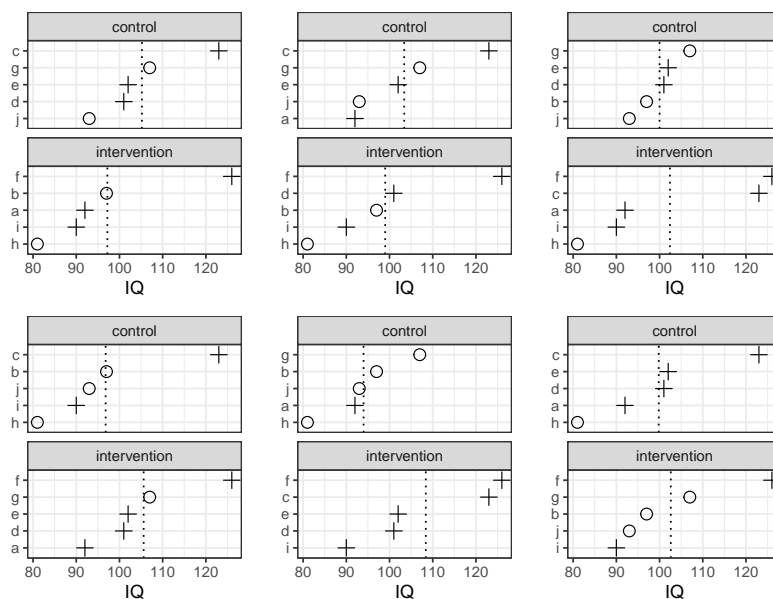 control
c
g
e
d
j
intervention
f
b
a
i
h
80 90 100 110 120
IQ
control
c
g
e
j
a
intervention
f
d
b
i
h
80 90 100 110 120
IQ
control
g
e
d
b
j
intervention
f
c
a
i
h
80 90 100 110 120
IQ
control
c
b
j
i
h
intervention
f
g
e
d
a
80 90 100 110 120
IQ
control
g
b
j
a
h
intervention
f
c
e
d
i
80 90 100 110 120
IQ
control
c
e
d
a
h
intervention
f
g
b
j
i
80 90 100 110 120
IQ